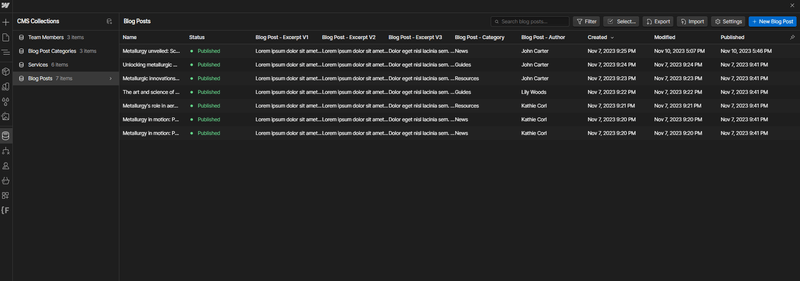 CMS Collections
Team Members 3 items
Blog Post Categories 3 items
Services 6 items
Blog Posts 7 items
Blog Posts
Search blog posts...
Filter
Select...
Export
Import
Settings
+ New Blog Post
Name Status Blog Post - Excerpt V1 Blog Post - Excerpt V2 Blog Post - Excerpt V3 Blog Post - Category Blog Post - Author Created Modified Published
Metallurgy unveiled: Sc... Published Lorem ipsum dolor sit amet... Lorem ipsum dolor sit amet... Dolor eget nisl lacinia sem. ... News John Carter Nov 7, 2023 9:25 PM Nov 10, 2023 5:07 PM Nov 10, 2023 5:46 PM
Unlocking metallurgic ... Published Lorem ipsum dolor sit amet... Lorem ipsum dolor sit amet... Dolor eget nisl lacinia sem. ... Guides John Carter Nov 7, 2023 9:24 PM Nov 7, 2023 9:24 PM Nov 7, 2023 9:41 PM
Metallurgic innovations... Published Lorem ipsum dolor sit amet... Lorem ipsum dolor sit amet... Dolor eget nisl lacinia sem. ... Resources John Carter Nov 7, 2023 9:23 PM Nov 7, 2023 9:23 PM Nov 7, 2023 9:41 PM
The art and science of ... Published Lorem ipsum dolor sit amet... Lorem ipsum dolor sit amet... Dolor eget nisl lacinia sem. ... Guides Lily Woods Nov 7, 2023 9:22 PM Nov 7, 2023 9:22 PM Nov 7, 2023 9:41 PM
Metallurgy's role in aer... Published Lorem ipsum dolor sit amet... Lorem ipsum dolor sit amet... Dolor eget nisl lacinia sem. ... Resources Kathie Corl Nov 7, 2023 9:21 PM Nov 7, 2023 9:21 PM Nov 7, 2023 9:41 PM
Metallurgy in motion: P... Published Lorem ipsum dolor sit amet... Lorem ipsum dolor sit amet... Dolor eget nisl lacinia sem. ... News Kathie Corl Nov 7, 2023 9:20 PM Nov 7, 2023 9:20 PM Nov 7, 2023 9:41 PM
Metallurgy in motion: P... Published Lorem ipsum dolor sit amet... Lorem ipsum dolor sit amet... Dolor eget nisl lacinia sem. ... News Kathie Corl Nov 7, 2023 9:20 PM Nov 7, 2023 9:20 PM Nov 7, 2023 9:41 PM